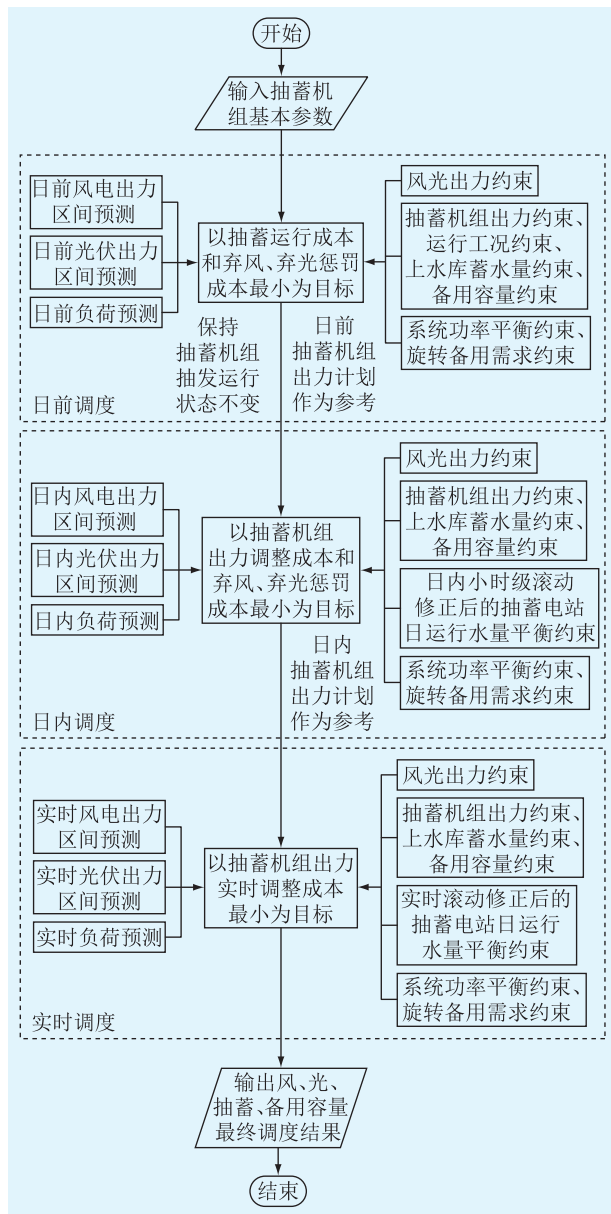 开始
输入抽蓄机
组基本参数
日前风电出力
区间预测
日前光伏出力
区间预测
日前负荷预测
以抽蓄运行成本
和弃风、弃光惩罚
成本最小为目标
风光出力约束
抽蓄机组出力约束、
运行工况约束、
上水库蓄水量约束、
备用容量约束
系统功率平衡约束、
旋转备用需求约束
保持
抽蓄机组
抽发运行
状态不变
日前
抽蓄机组
出力计划
作为参考
日前调度
日内风电出力
区间预测
日内光伏出力
区间预测
日内负荷预测
以抽蓄机组
出力调整成本和
弃风、弃光惩罚
成本最小为目标
风光出力约束
抽蓄机组出力约束、
上水库蓄水量约束、
备用容量约束
日内小时级滚动
修正后的抽蓄电站
日运行水量平衡约束
系统功率平衡约束、
旋转备用需求约束
日内
抽蓄机组
出力计划
作为参考
日内调度
实时风电出力
区间预测
实时光伏出力
区间预测
实时负荷预测
以抽蓄机组出力
实时调整成本
最小为目标
风光出力约束
抽蓄机组出力约束、
上水库蓄水量约束、
备用容量约束
实时滚动修正后的
抽蓄电站日运行
水量平衡约束
系统功率平衡约束、
旋转备用需求约束
实时调度
输出风、光、
抽蓄、备用容量
最终调度结果
结束